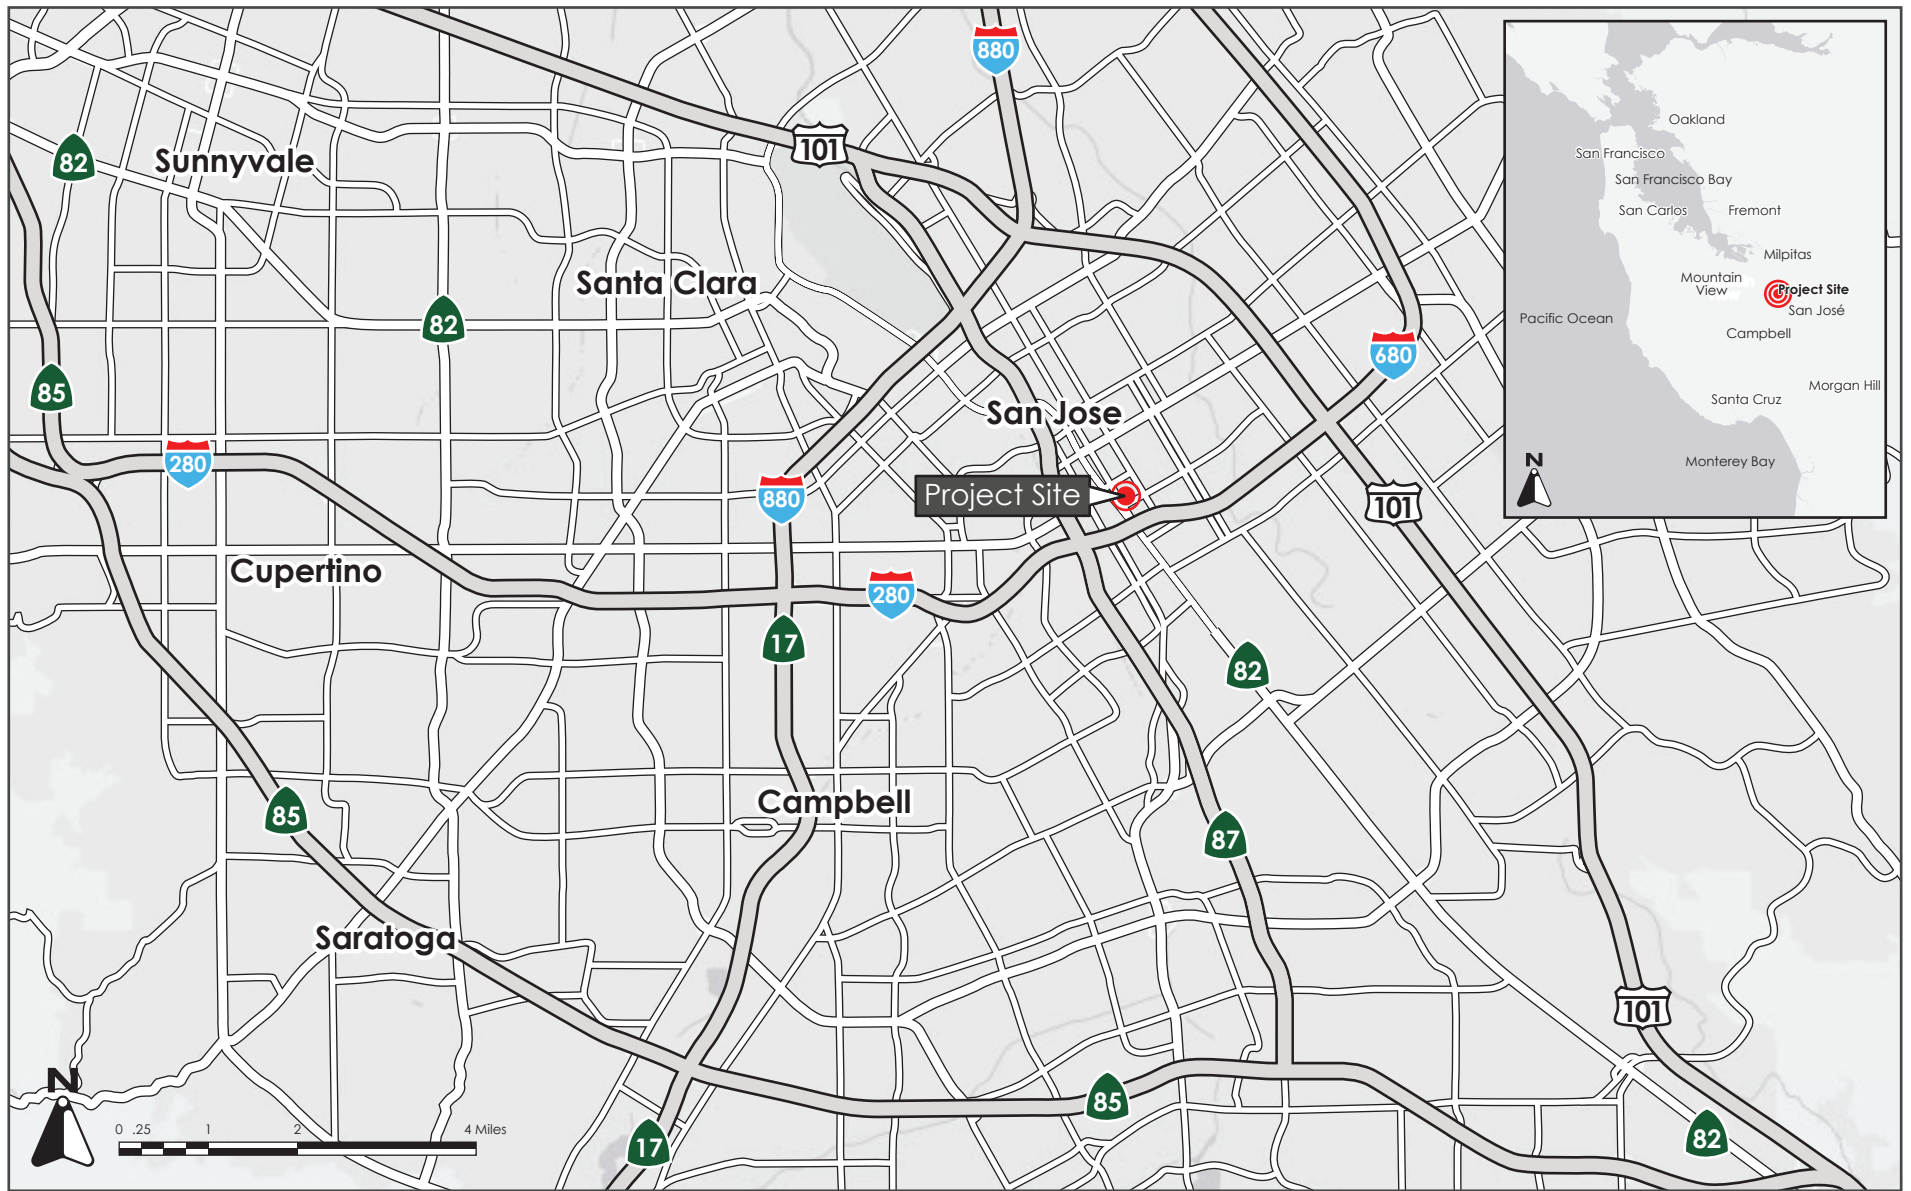 880
101
82
Sunnyvale
Santa Clara
82
680
85
San Jose
280
880
Project Site
101
Cupertino
280
17
82
Campbell
85
87
Saratoga
101
85
82
17
N
0 .25 1 2 4 Miles
Oakland
San Francisco
San Francisco Bay
San Carlos
Fremont
Milpitas
Mountain
View
Project Site
San José
Pacific Ocean
Campbell
Morgan Hill
Santa Cruz
Monterey Bay
N